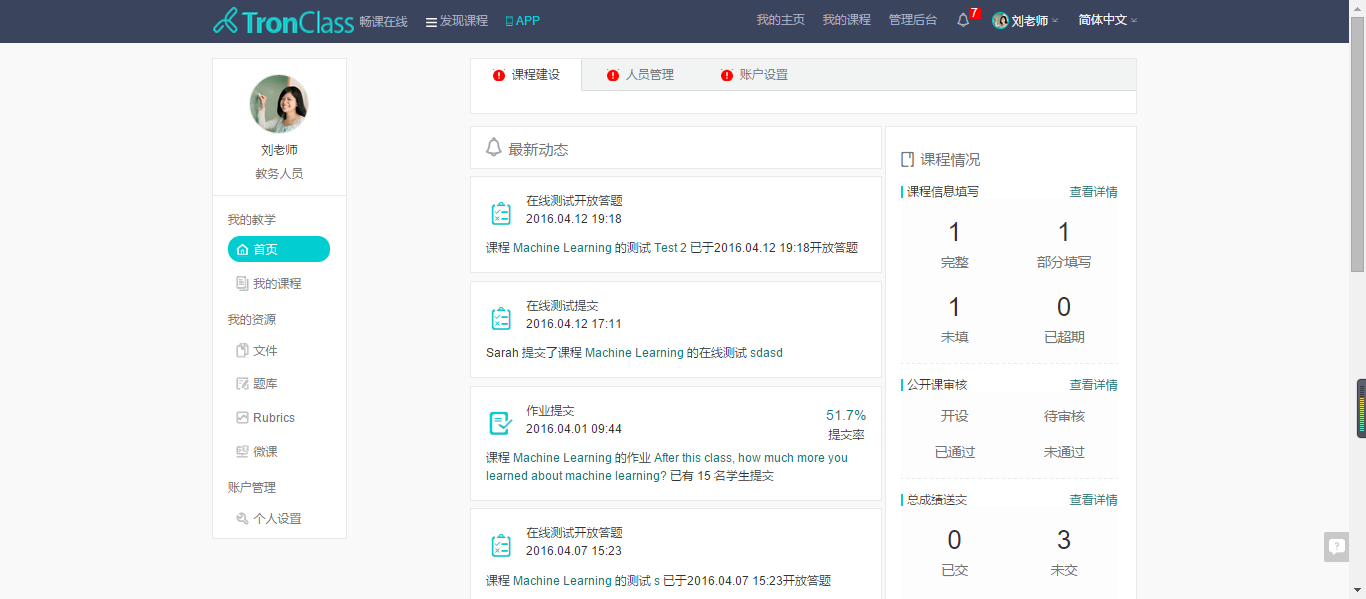 TronClass 畅课在线 发现课程 APP 我的主页 我的课程 管理后台 7 刘老师 简体中文
刘老师
教务人员
我的教学
首页
我的课程
我的资源
文件
题库
Rubrics
微课
账户管理
个人设置
课程建设 人员管理 账户设置
最新动态
在线测试开放答题
2016.04.12 19:18
课程 Machine Learning 的测试 Test 2 已于2016.04.12 19:18开放答题
在线测试提交
2016.04.12 17:11
Sarah 提交了课程 Machine Learning 的在线测试 sdasd
作业提交
2016.04.01 09:44
51.7%
提交率
课程 Machine Learning 的作业 After this class, how much more you
learned about machine learning? 已有 15 名学生提交
在线测试开放答题
2016.04.07 15:23
课程 Machine Learning 的测试 s 已于2016.04.07 15:23开放答题
课程情况
课程信息填写 查看详情
1 1
完整 部分填写
1 0
未填 已超期
公开课审核 查看详情
开设 待审核
已通过 未通过
总成绩送交 查看详情
0 3
已交 未交